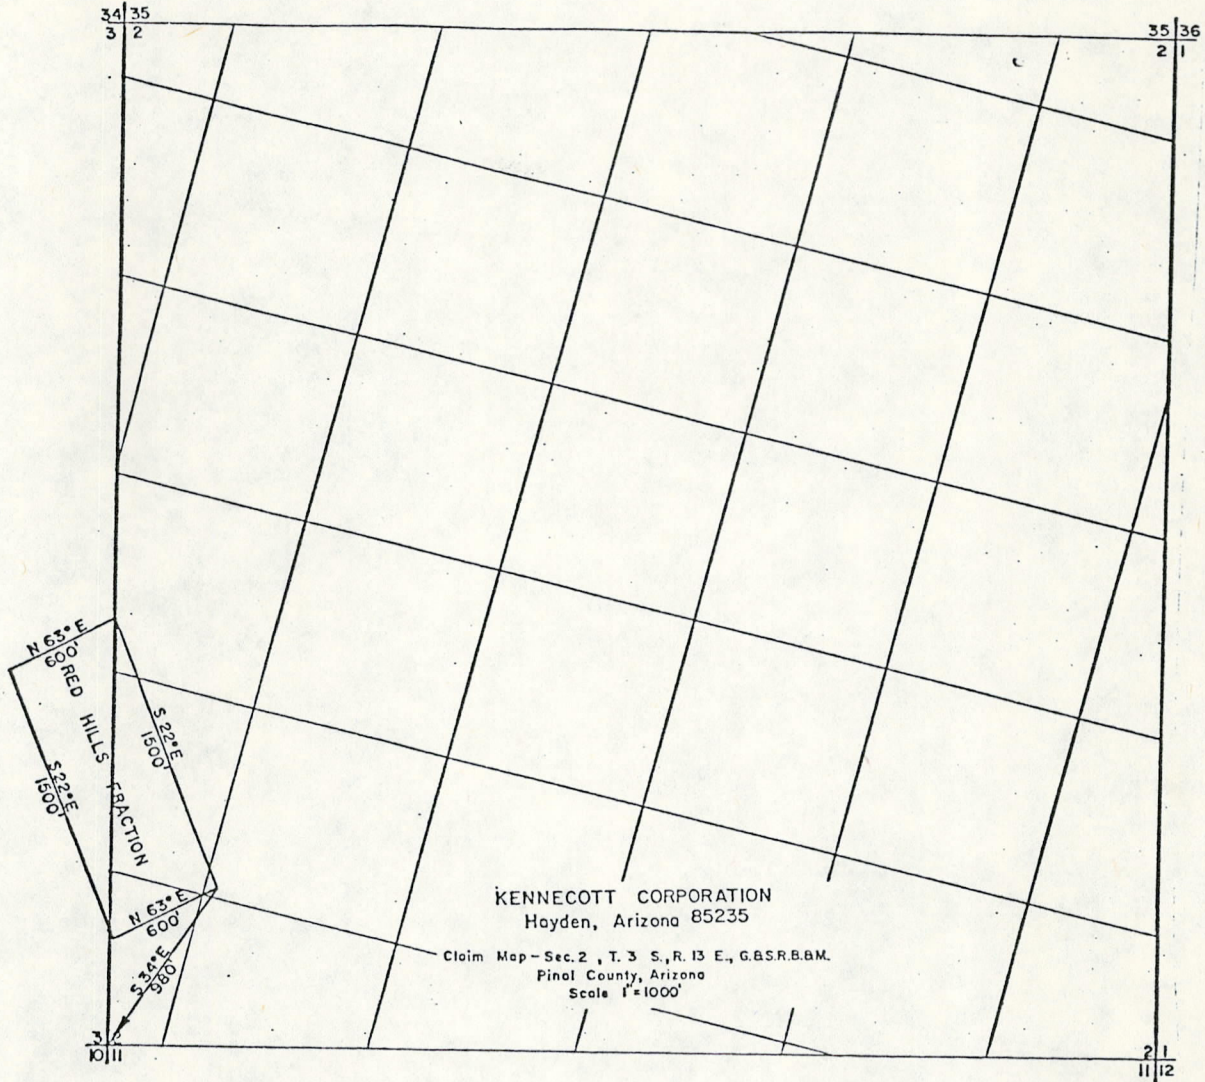 34 35
3 2
35 36
2 1
N 63° E
600'
RED HILLS FRACTION
S 22° E
1500'
S 22° E
1500'
N 63° E
600'
S 34° E
980'
KENNECOTT CORPORATION
Hayden, Arizona 85235
Claim Map - Sec. 2 , T. 3 S., R. 13 E., G.&S.R.B.&M.
Pinal County, Arizona
Scale 1"=1000'
3 2
10 11
2 1
11 12